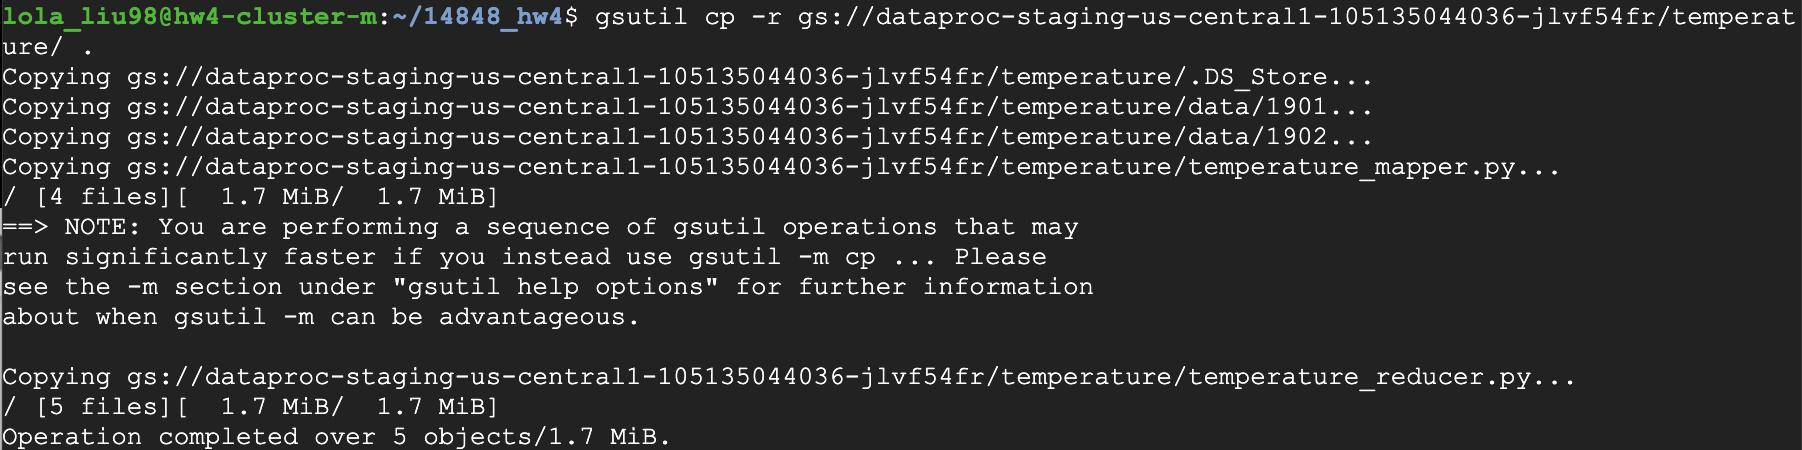 lola_liu98@hw4-cluster-m:~/14848_hw4$ gsutil cp -r gs://dataproc-staging-us-central1-105135044036-jlvf54fr/temperat
ure/ .
Copying gs://dataproc-staging-us-central1-105135044036-jlvf54fr/temperature/.DS_Store...
Copying gs://dataproc-staging-us-central1-105135044036-jlvf54fr/temperature/data/1901...
Copying gs://dataproc-staging-us-central1-105135044036-jlvf54fr/temperature/data/1902...
Copying gs://dataproc-staging-us-central1-105135044036-jlvf54fr/temperature/temperature_mapper.py...
/ [4 files][  1.7 MiB/  1.7 MiB]
==> NOTE: You are performing a sequence of gsutil operations that may
run significantly faster if you instead use gsutil -m cp ... Please
see the -m section under "gsutil help options" for further information
about when gsutil -m can be advantageous.

Copying gs://dataproc-staging-us-central1-105135044036-jlvf54fr/temperature/temperature_reducer.py...
/ [5 files][  1.7 MiB/  1.7 MiB]
Operation completed over 5 objects/1.7 MiB.